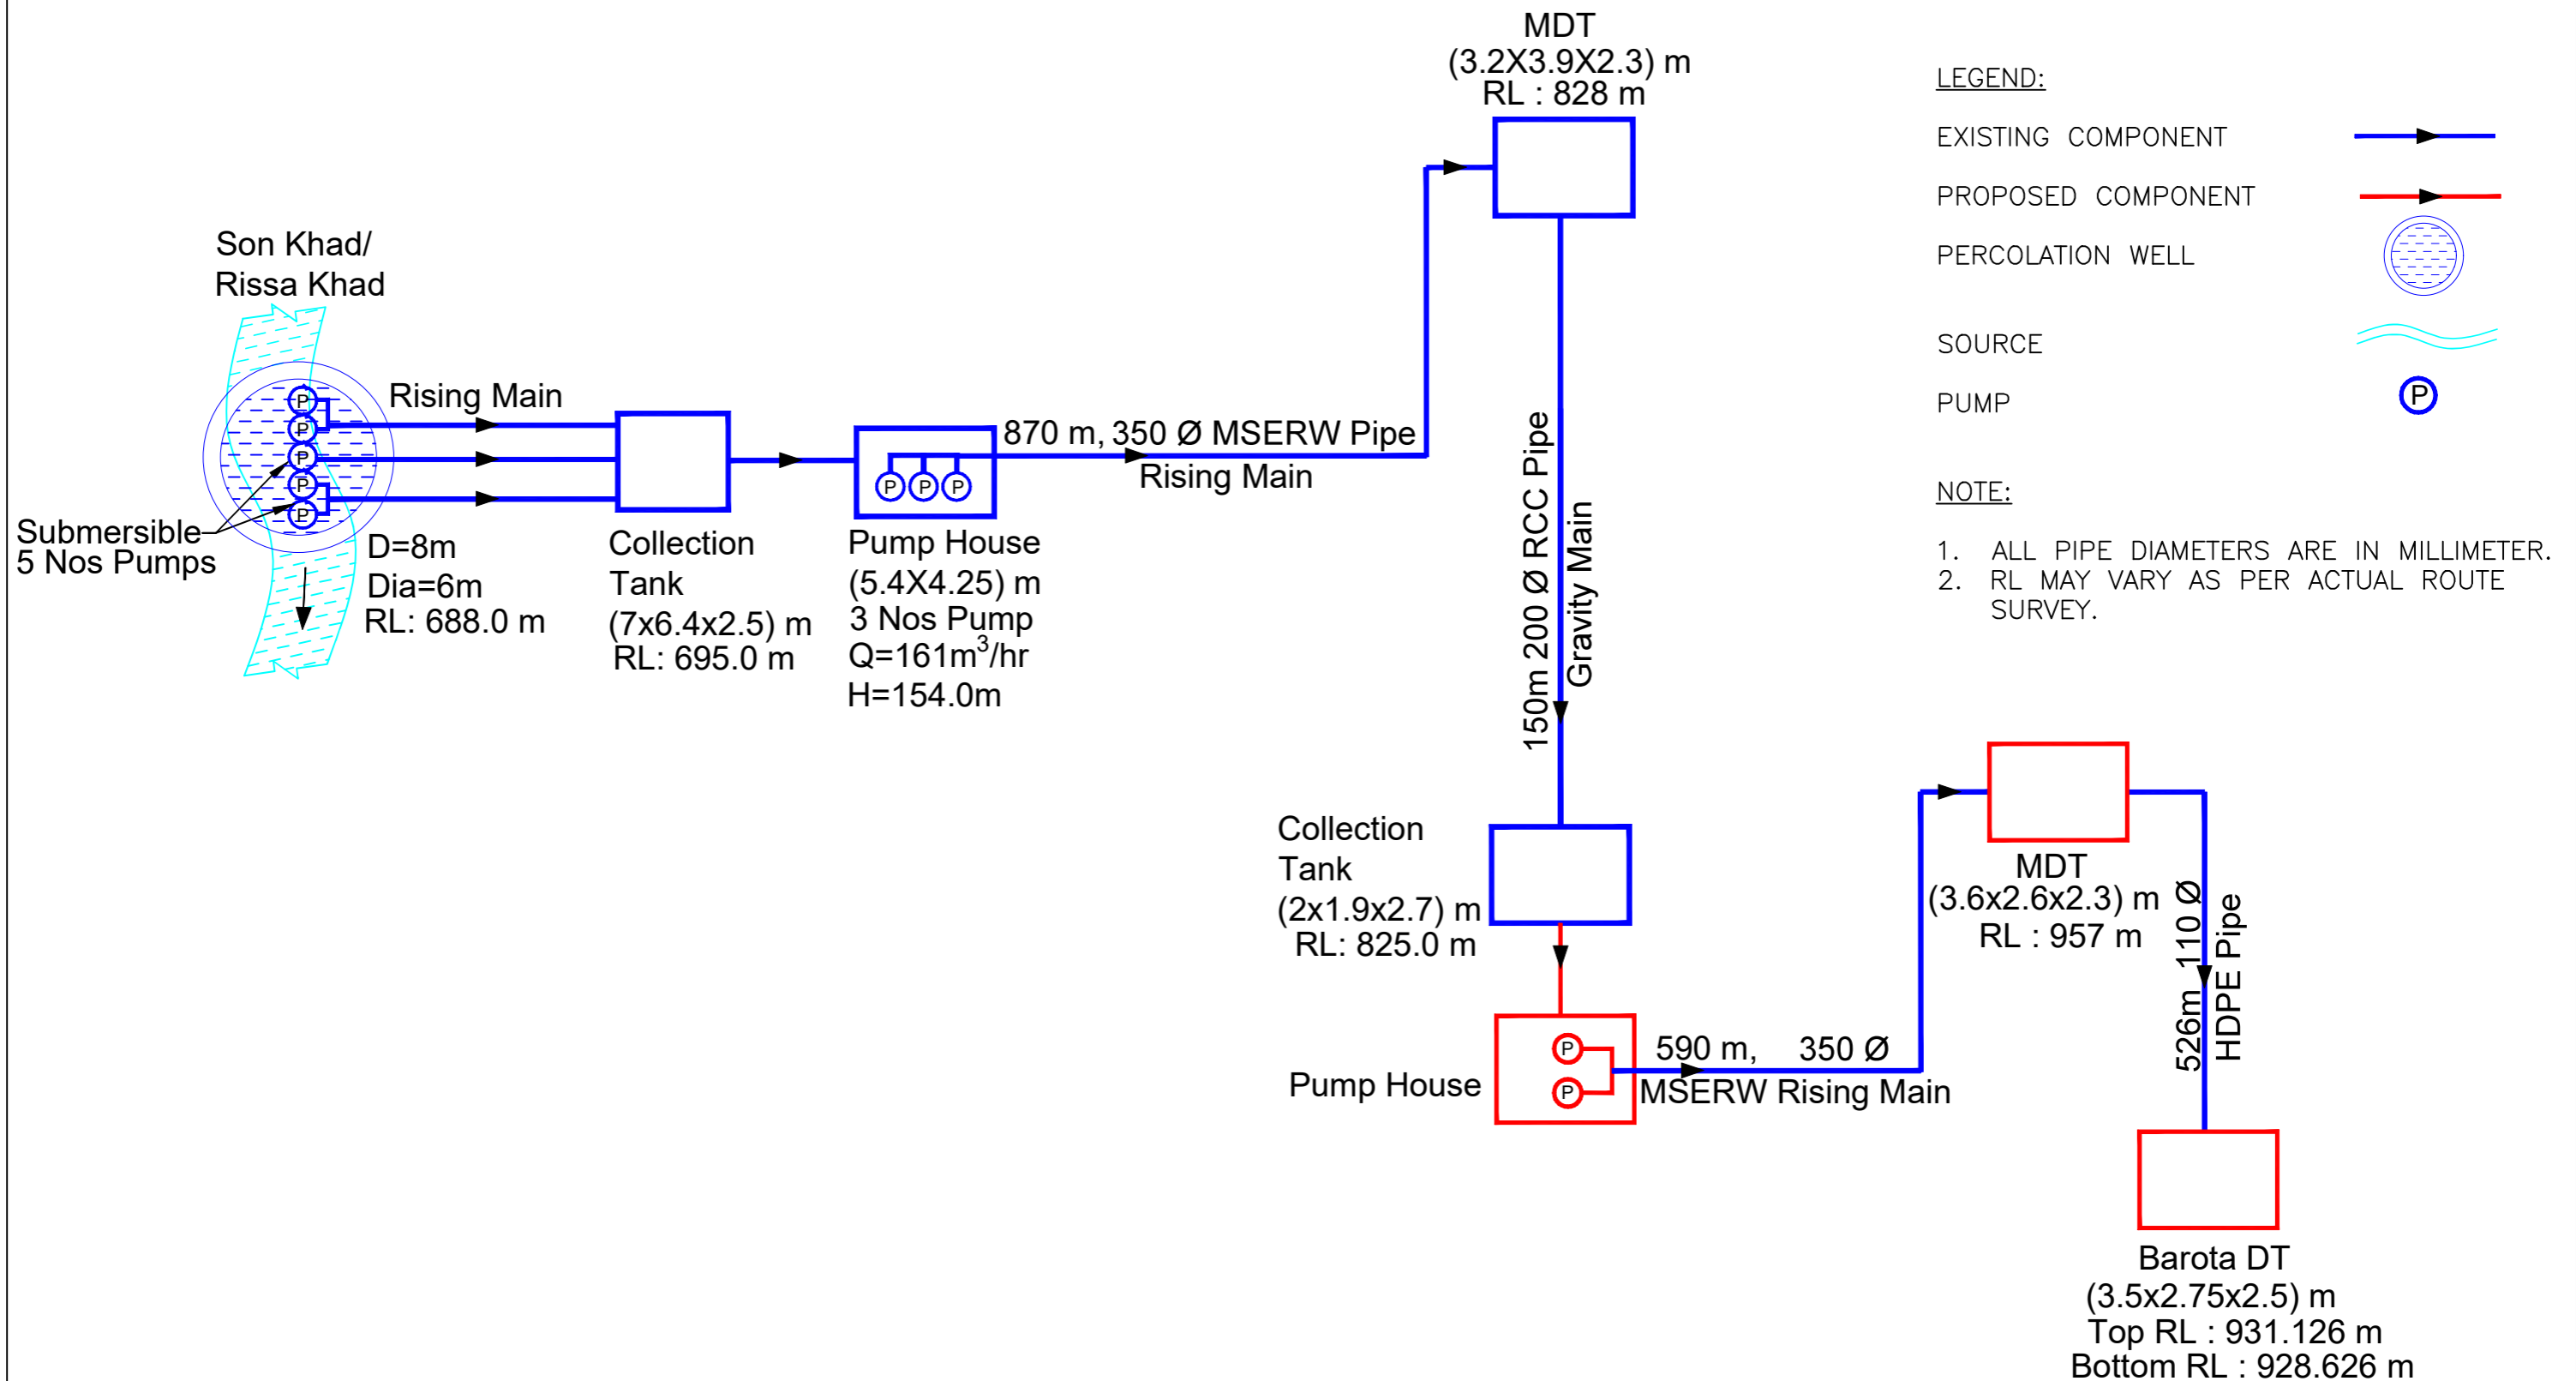 MDT
(3.2X3.9X2.3) m
RL : 828 m
LEGEND:
EXISTING COMPONENT
PROPOSED COMPONENT
PERCOLATION WELL
SOURCE
PUMP
P
NOTE:
1. ALL PIPE DIAMETERS ARE IN MILLIMETER.
2. RL MAY VARY AS PER ACTUAL ROUTE
SURVEY.
Son Khad/
Rissa Khad
P
P
P
P
P
Rising Main
Submersible
5 Nos Pumps
D=8m
Dia=6m
RL: 688.0 m
Collection
Tank
(7x6.4x2.5) m
RL: 695.0 m
P P P
Pump House
(5.4X4.25) m
3 Nos Pump
Q=161m³/hr
H=154.0m
870 m, 350 Ø MSERW Pipe
Rising Main
150m 200 Ø RCC Pipe
Gravity Main
Collection
Tank
(2x1.9x2.7) m
RL: 825.0 m
Pump House
P
P
590 m, 350 Ø
MSERW Rising Main
MDT
(3.6x2.6x2.3) m
RL : 957 m
526m 110 Ø
HDPE Pipe
Barota DT
(3.5x2.75x2.5) m
Top RL : 931.126 m
Bottom RL : 928.626 m